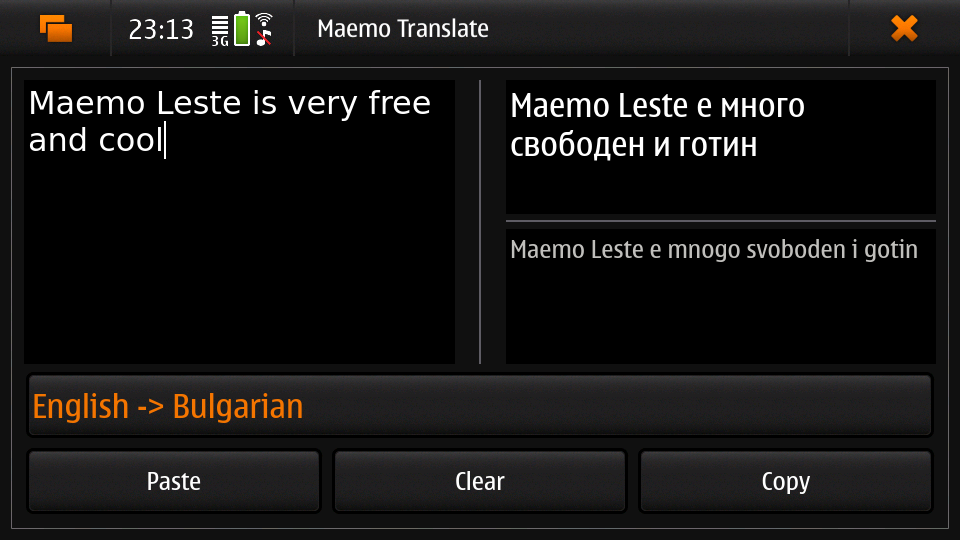 23:13
3G
Maemo Translate
Maemo Leste is very free
and cool
Maemo Leste е много
свободен и готин
Maemo Leste e mnogo svoboden i gotin
English -> Bulgarian
Paste
Clear
Copy